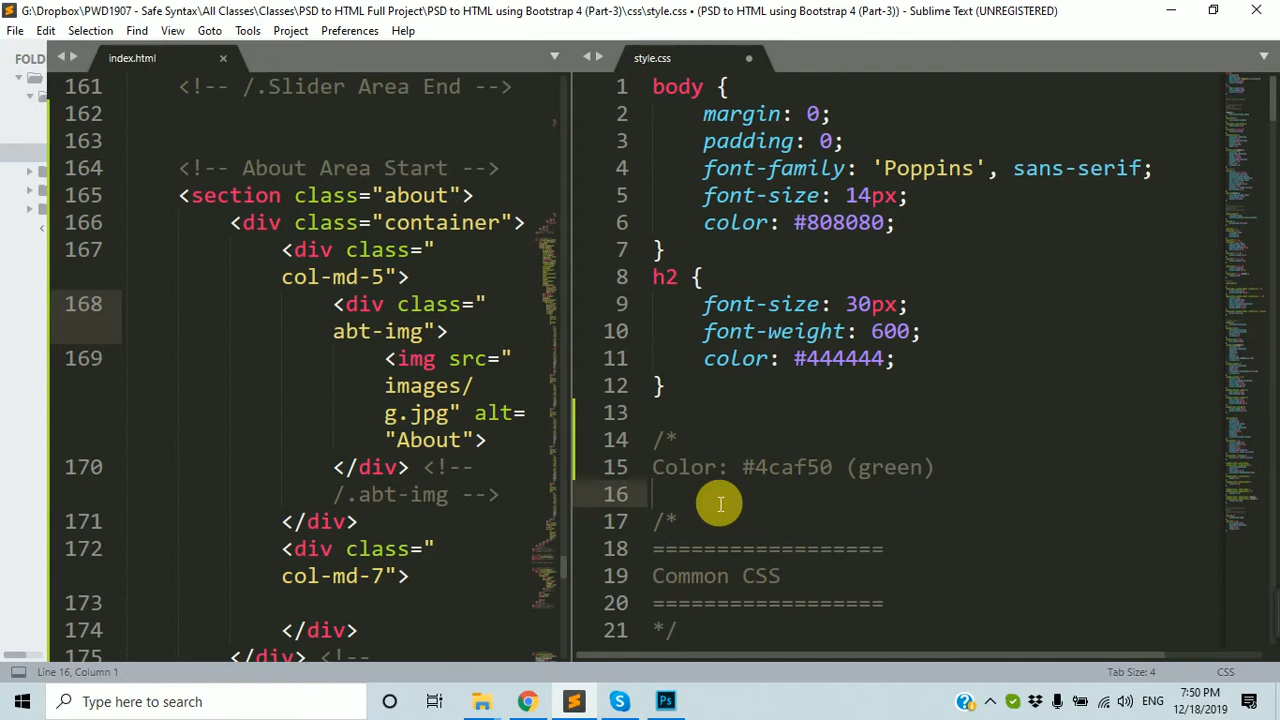 G:\Dropbox\PWD1907 - Safe Syntax\All Classes\Classes\PSD to HTML Full Project\PSD to HTML using Bootstrap 4 (Part-3)\css\style.css • (PSD to HTML using Bootstrap 4 (Part-3)) - Sublime Text (UNREGISTERED)
File Edit Selection Find View Goto Tools Project Preferences Help
FOLD
index.html
161 <!-- /.Slider Area End -->
162
163
164 <!-- About Area Start -->
165 <section class="about">
166 <div class="container">
167 <div class="
col-md-5">
168 <div class="
abt-img">
169 <img src="
images/
g.jpg" alt=
"About">
170 </div> <!--
/.abt-img -->
171 </div>
172 <div class="
col-md-7">
173
174 </div>
175 </div> <!--
style.css
1 body {
2 margin: 0;
3 padding: 0;
4 font-family: 'Poppins', sans-serif;
5 font-size: 14px;
6 color: #808080;
7 }
8 h2 {
9 font-size: 30px;
10 font-weight: 600;
11 color: #444444;
12 }
13
14 /*
15 Color: #4caf50 (green)
16
17 /*
18 ==================
19 Common CSS
20 ==================
21 */
Line 16, Column 1
Tab Size: 4
CSS
Type here to search
ENG
7:50 PM
12/18/2019